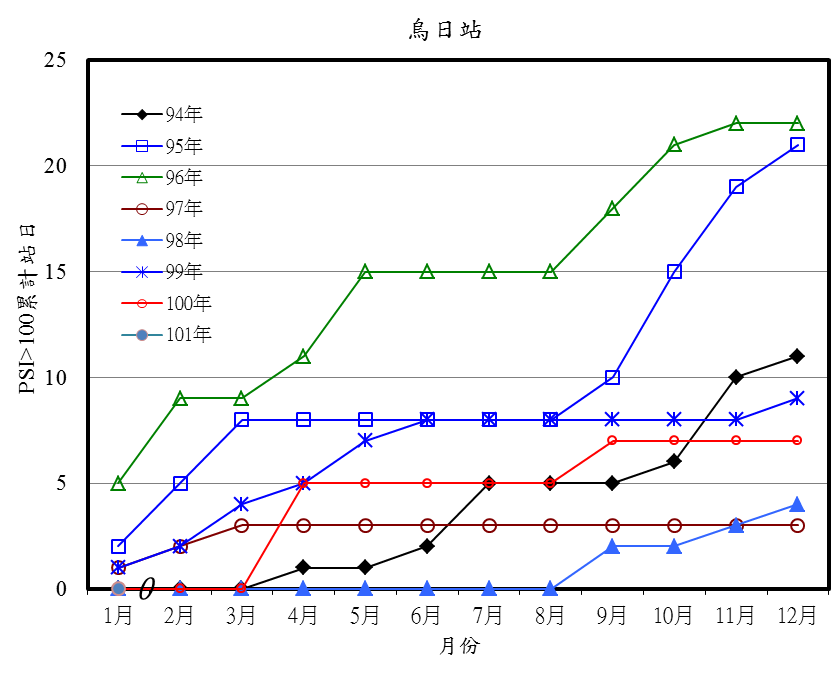 烏日站
25
20
15
10
5
0
PSI>100累計站日
94年
95年
96年
97年
98年
99年
100年
101年
0
1月 2月 3月 4月 5月 6月 7月 8月 9月 10月 11月 12月
月份